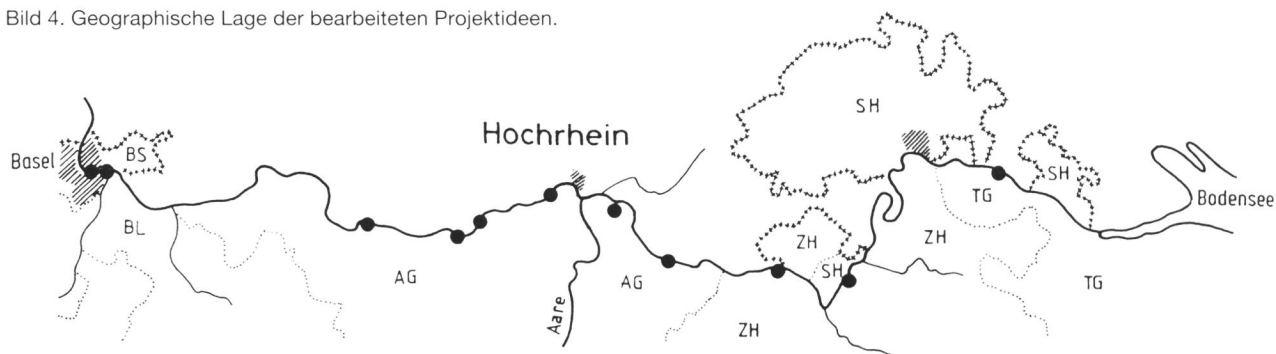 Bild 4. Geographische Lage der bearbeiteten Projektideen.
SH
Hochrhein
Basel
BS
SH
TG
Bodensee
BL
ZH
ZH
AG
AG
SH
TG
Aare
ZH